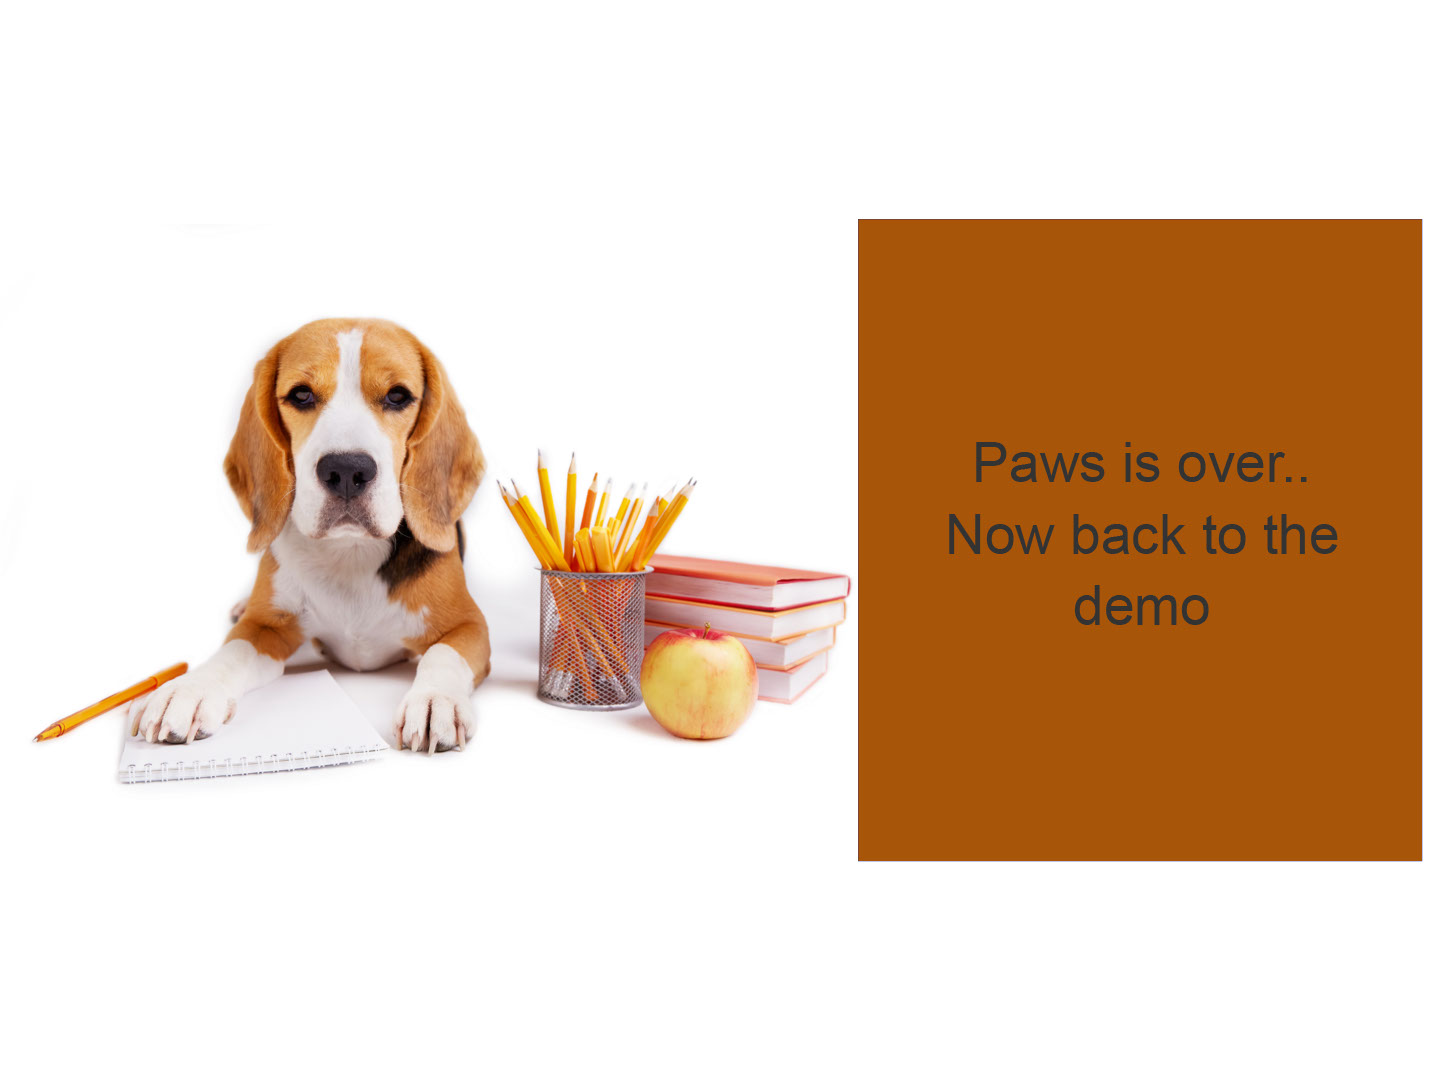 Paws is over..
Now back to the
demo